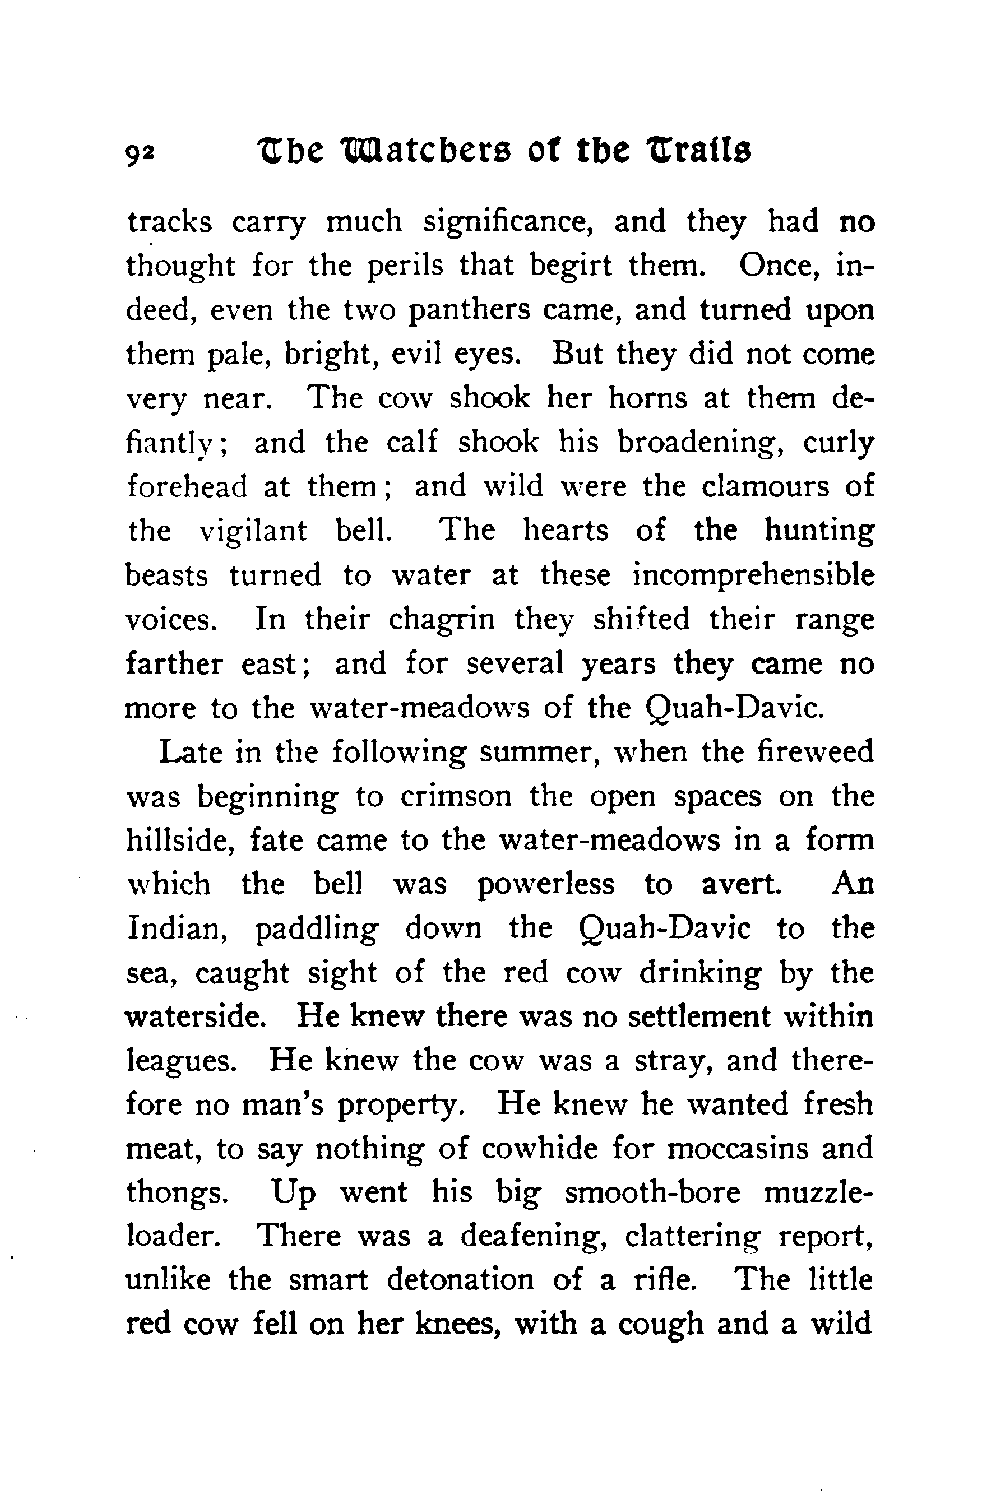 92 The Watchers of the Trails
tracks carry much significance, and they had no
thought for the perils that begirt them. Once, in-
deed, even the two panthers came, and turned upon
them pale, bright, evil eyes. But they did not come
very near. The cow shook her horns at them de-
fiantly; and the calf shook his broadening, curly
forehead at them; and wild were the clamours of
the vigilant bell. The hearts of the hunting
beasts turned to water at these incomprehensible
voices. In their chagrin they shifted their range
farther east; and for several years they came no
more to the water-meadows of the Quah-Davic.
Late in the following summer, when the fireweed
was beginning to crimson the open spaces on the
hillside, fate came to the water-meadows in a form
which the bell was powerless to avert. An
Indian, paddling down the Quah-Davic to the
sea, caught sight of the red cow drinking by the
waterside. He knew there was no settlement within
leagues. He knew the cow was a stray, and there-
fore no man's property. He knew he wanted fresh
meat, to say nothing of cowhide for moccasins and
thongs. Up went his big smooth-bore muzzle-
loader. There was a deafening, clattering report,
unlike the smart detonation of a rifle. The little
red cow fell on her knees, with a cough and a wild